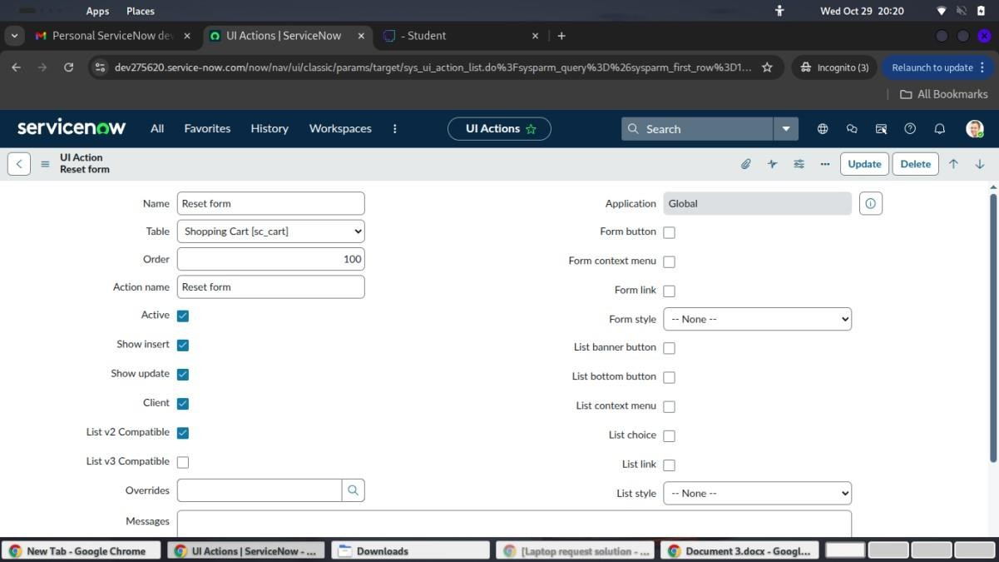 Apps Places Wed Oct 29 20:20
Personal ServiceNow dev UI Actions | ServiceNow - Student
dev275620.service-now.com/now/nav/ui/classic/params/target/sys_ui_action_list.do%3Fsysparm_query%3D%26sysparm_first_row%3D1... Incognito (3) Relaunch to update
All Bookmarks
servicenow All Favorites History Workspaces UI Actions Search
UI Action
Reset form Update Delete
Name Reset form Application Global
Table Shopping Cart [sc_cart] Form button
Order 100 Form context menu
Action name Reset form Form link
Active Form style -- None --
Show insert List banner button
Show update List bottom button
Client List context menu
List v2 Compatible List choice
List v3 Compatible List link
Overrides List style -- None --
Messages
New Tab - Google Chrome UI Actions | ServiceNow - ... Downloads [Laptop request solution - ... Document 3.docx - Googl...